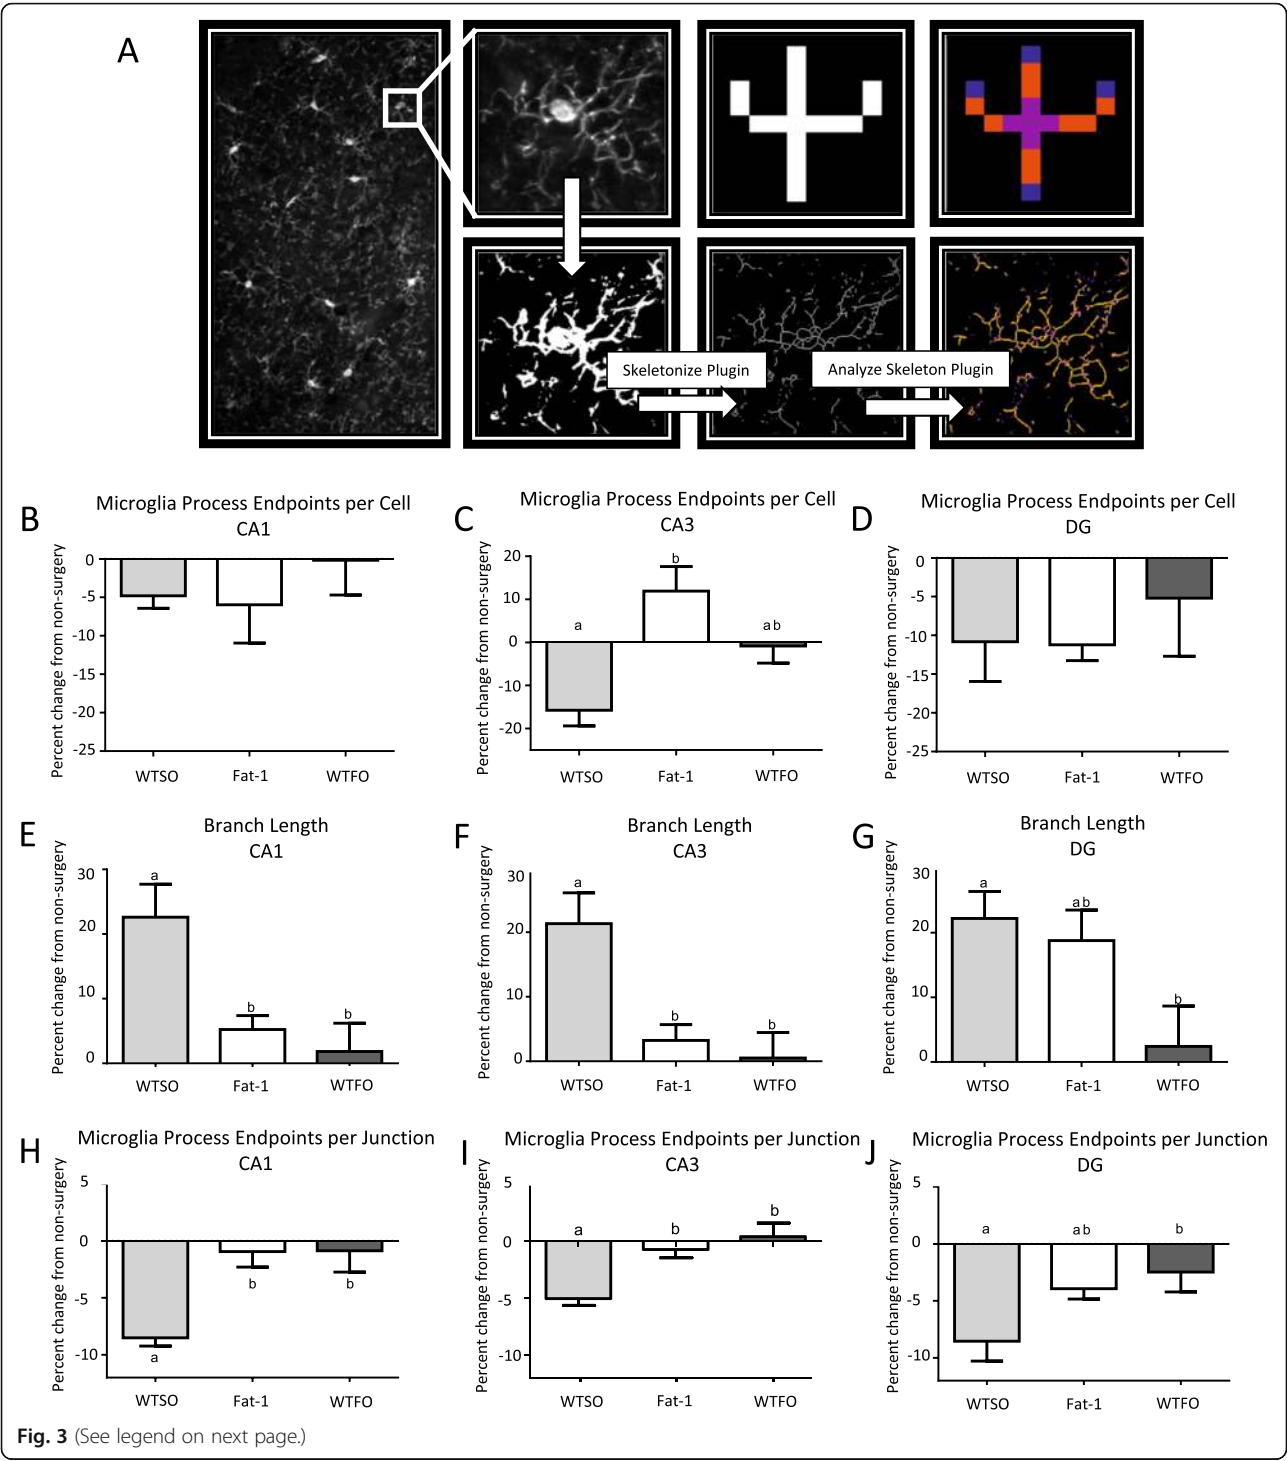 A
Skeletonize Plugin
Analyze Skeleton Plugin
B
Microglia Process Endpoints per Cell
CA1
Percent change from non-surgery
0
-5
-10
-15
-20
-25
WTSO Fat-1 WTFO
C
Microglia Process Endpoints per Cell
CA3
Percent change from non-surgery
20
10
0
-10
-20
a b ab
WTSO Fat-1 WTFO
D
Microglia Process Endpoints per Cell
DG
Percent change from non-surgery
0
-5
-10
-15
-20
-25
WTSO Fat-1 WTFO
E
Branch Length
CA1
Percent change from non-surgery
30
20
10
0
a b b
WTSO Fat-1 WTFO
F
Branch Length
CA3
Percent change from non-surgery
30
20
10
0
a b b
WTSO Fat-1 WTFO
G
Branch Length
DG
Percent change from non-surgery
30
20
10
0
a ab b
WTSO Fat-1 WTFO
H
Microglia Process Endpoints per Junction
CA1
Percent change from non-surgery
5
0
-5
-10
a b b
WTSO Fat-1 WTFO
I
Microglia Process Endpoints per Junction
CA3
Percent change from non-surgery
5
0
-5
-10
a b b
WTSO Fat-1 WTFO
J
Microglia Process Endpoints per Junction
DG
Percent change from non-surgery
5
0
-5
-10
a ab b
WTSO Fat-1 WTFO
Fig. 3 (See legend on next page.)